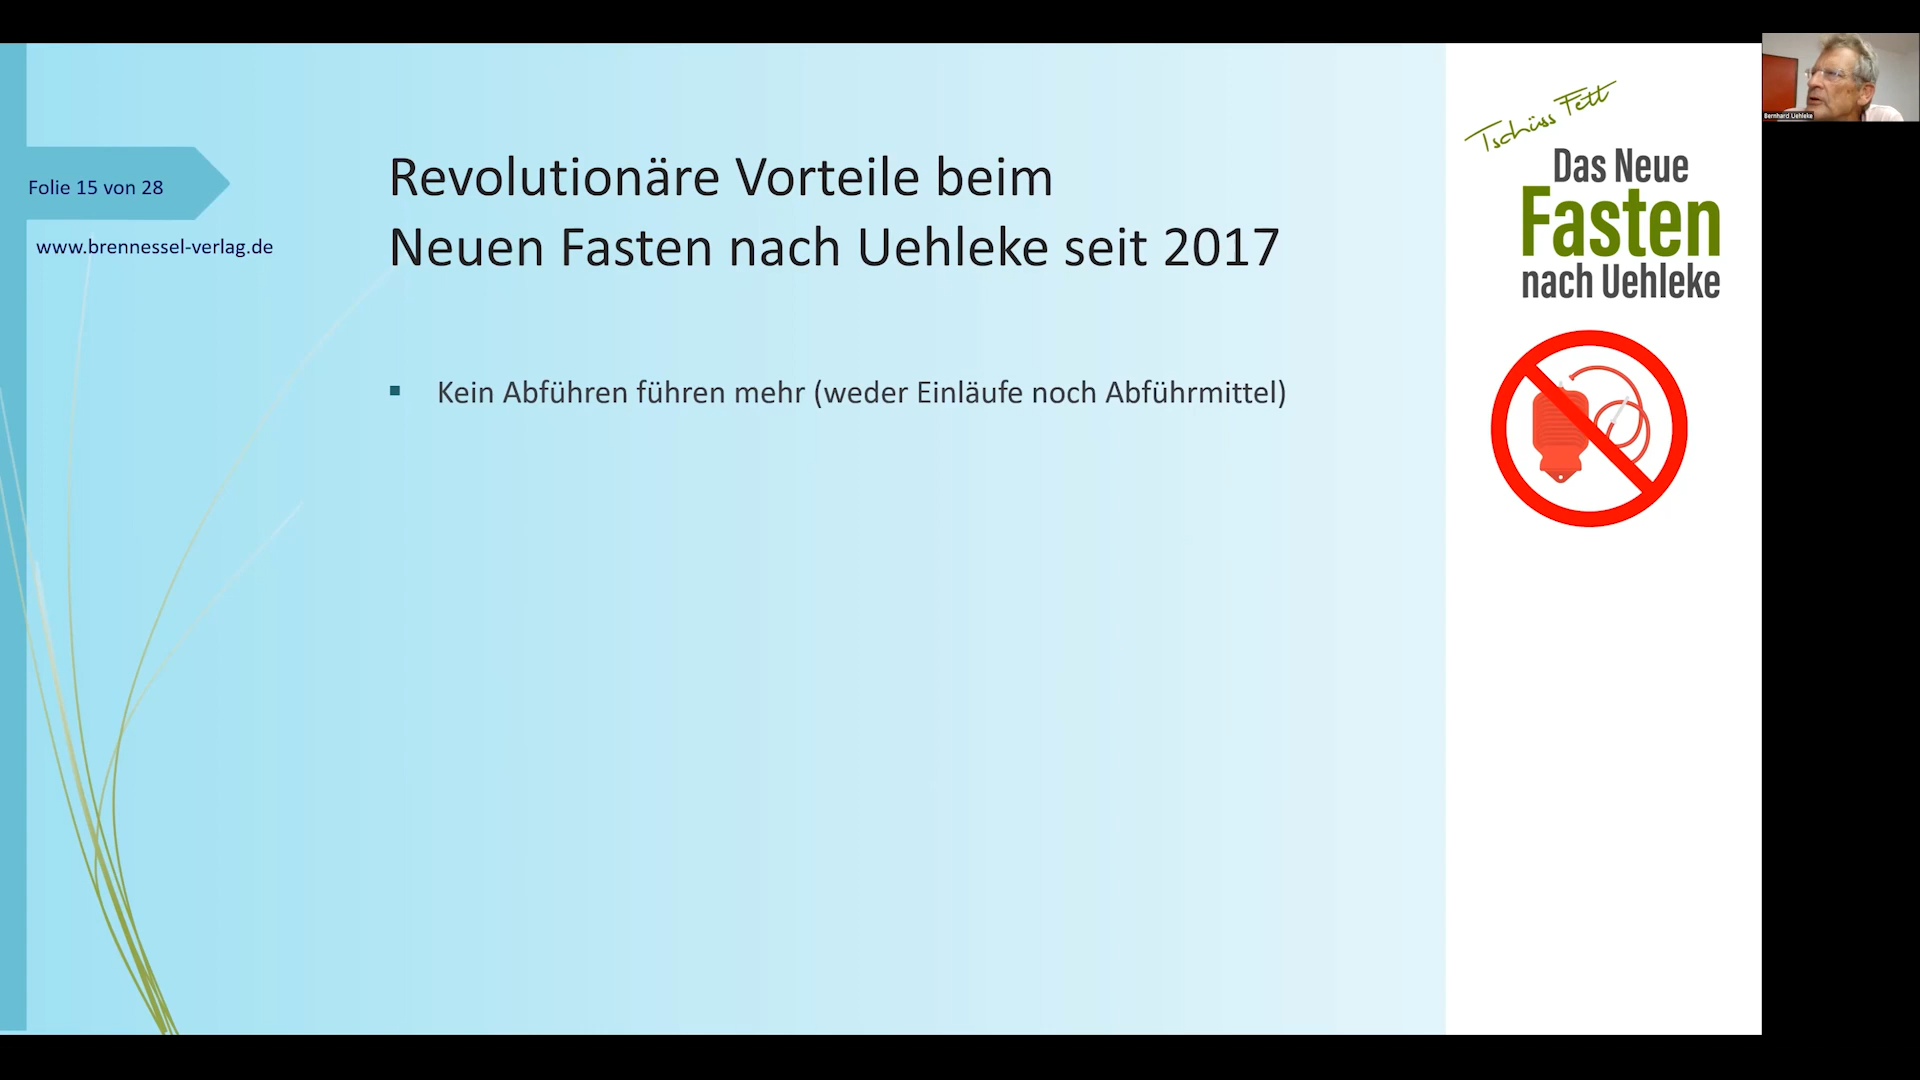 Folie 15 von 28
www.brennessel-verlag.de
Revolutionäre Vorteile beim
Neuen Fasten nach Uehleke seit 2017
▪ Kein Abführen führen mehr (weder Einläufe noch Abführmittel)
Tschüss Fett
Das Neue
Fasten
nach Uehleke
Bernhard Uehleke